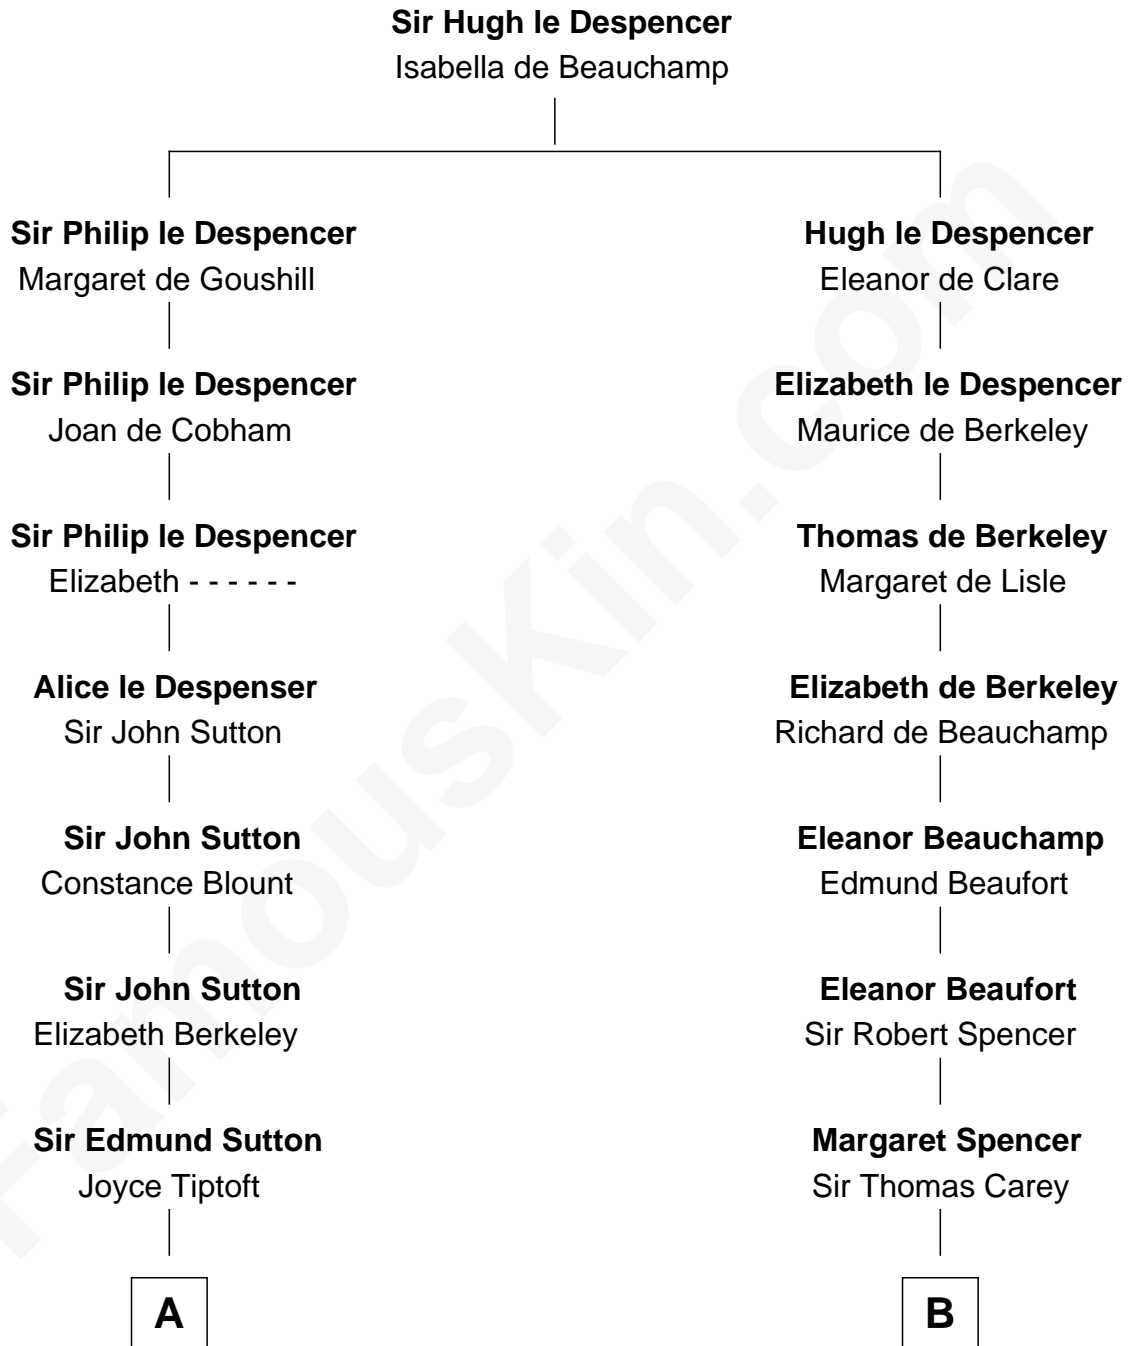 Sir Hugh le Despencer
Isabella de Beauchamp
Sir Philip le Despencer
Margaret de Goushill
Hugh le Despencer
Eleanor de Clare
Sir Philip le Despencer
Joan de Cobham
Elizabeth le Despencer
Maurice de Berkeley
Sir Philip le Despencer
Elizabeth - - - - - -
Thomas de Berkeley
Margaret de Lisle
Alice le Despenser
Sir John Sutton
Elizabeth de Berkeley
Richard de Beauchamp
Sir John Sutton
Constance Blount
Eleanor Beauchamp
Edmund Beaufort
Sir John Sutton
Elizabeth Berkeley
Eleanor Beaufort
Sir Robert Spencer
Sir Edmund Sutton
Joyce Tiptoft
Margaret Spencer
Sir Thomas Carey
A
B
FamousKin.com